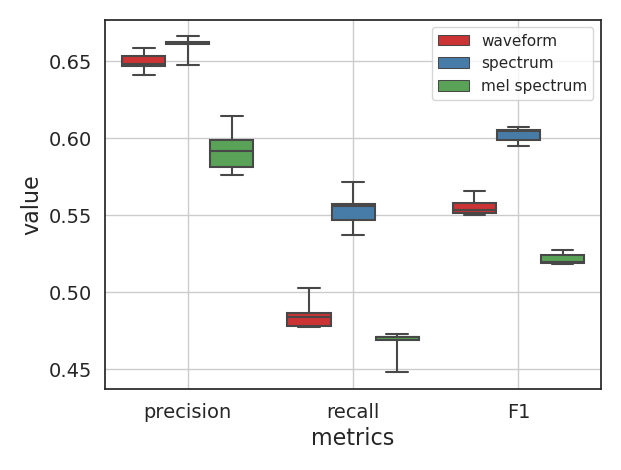 waveform
spectrum
mel spectrum
value
0.65
0.60
0.55
0.50
0.45
precision
recall
F1
metrics